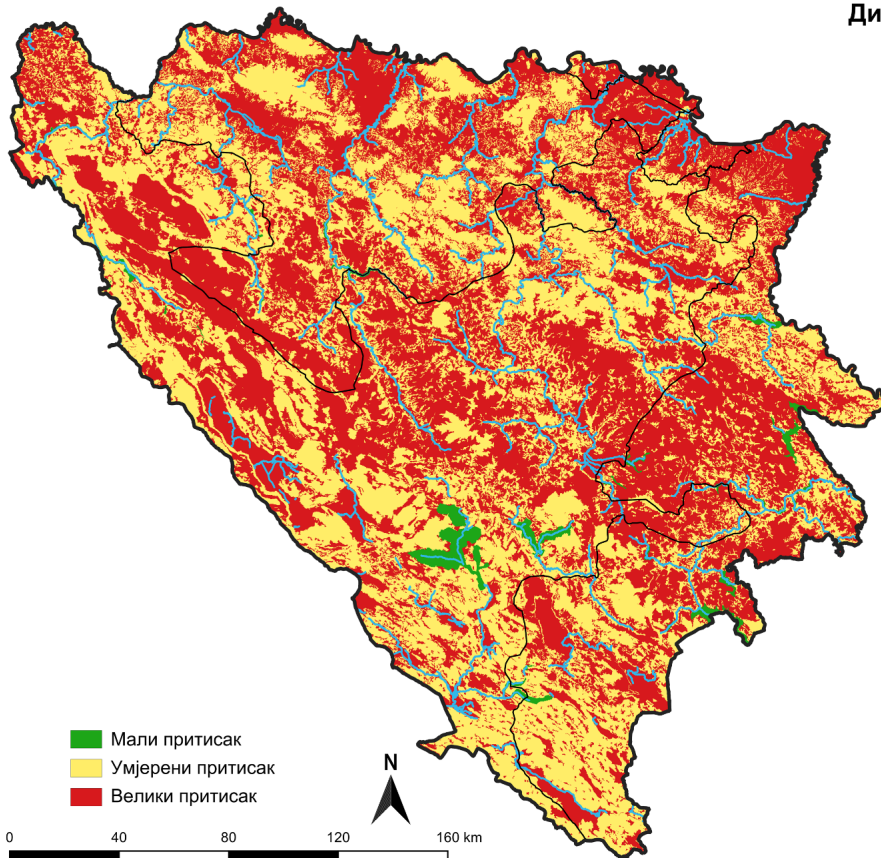 Ди
Мали притисак
Умјерени притисак
Велики притисак
N
0 40 80 120 160 km